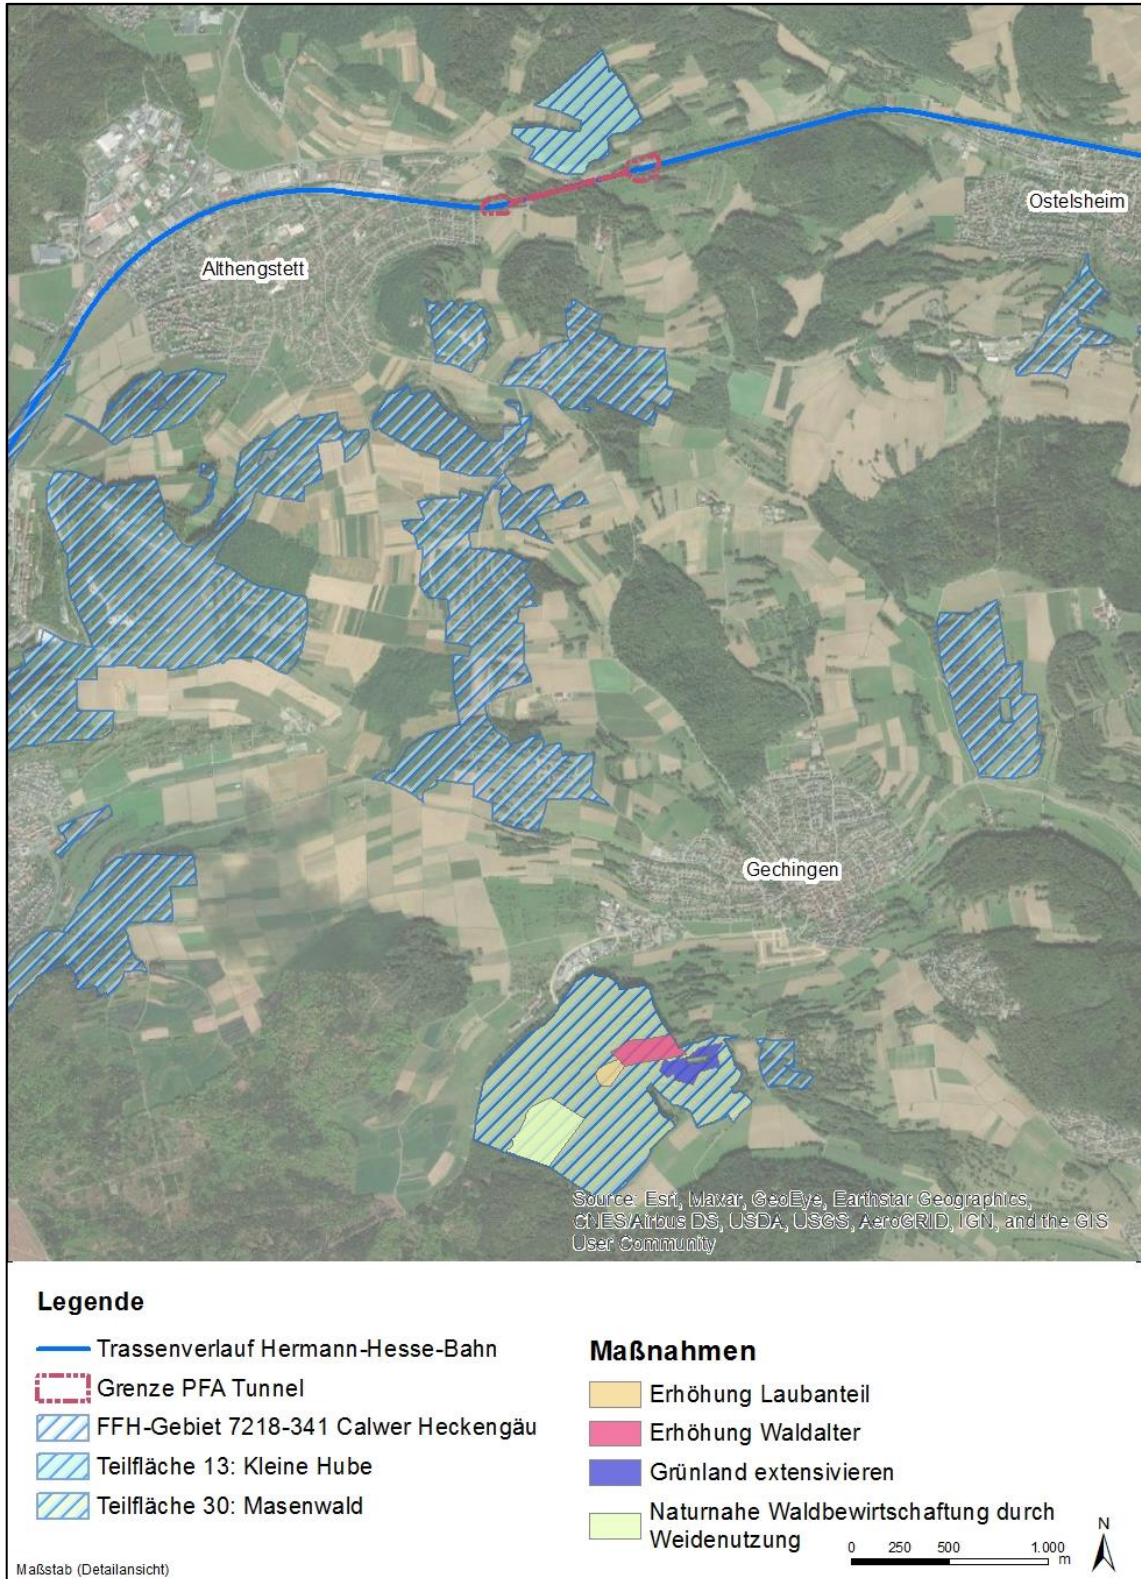 Ostelsheim
Althengstett
Gechingen
Source: Esri, Maxar, GeoEye, Earthstar Geographics,
CNES/Airbus DS, USDA, USGS, AeroGRID, IGN, and the GIS
User Community
Legende
Trassenverlauf Hermann-Hesse-Bahn
Grenze PFA Tunnel
FFH-Gebiet 7218-341 Calwer Heckengäu
Teilfläche 13: Kleine Hube
Teilfläche 30: Masenwald
Maßnahmen
Erhöhung Laubanteil
Erhöhung Waldalter
Grünland extensivieren
Naturnahe Waldbewirtschaftung durch
Weidenutzung
N
0 250 500 1.000
m
Maßstab (Detailansicht)